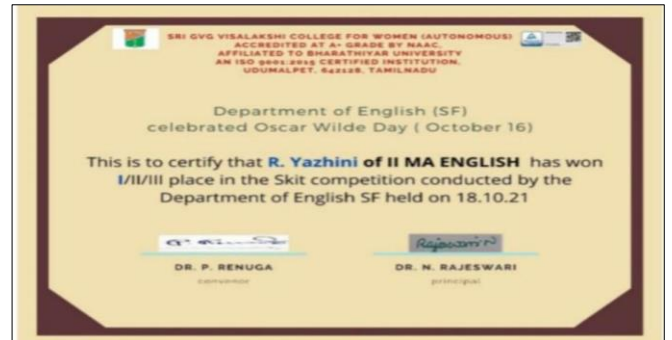 SRI GVG VISALAKSHI COLLEGE FOR WOMEN (AUTONOMOUS)
ACCREDITED AT A+ GRADE BY NAAC,
AFFILIATED TO BHARATHIYAR UNIVERSITY
AN ISO 9001:2015 CERTIFIED INSTITUTION,
UDUMALPET, 642128, TAMILNADU
Department of English (SF)
celebrated Oscar Wilde Day ( October 16)
This is to certify that R. Yazhini of II MA ENGLISH has won
I/II/III place in the Skit competition conducted by the
Department of English SF held on 18.10.21
Rajeswari N
DR. P. RENUGA
DR. N. RAJESWARI
convenor
principal